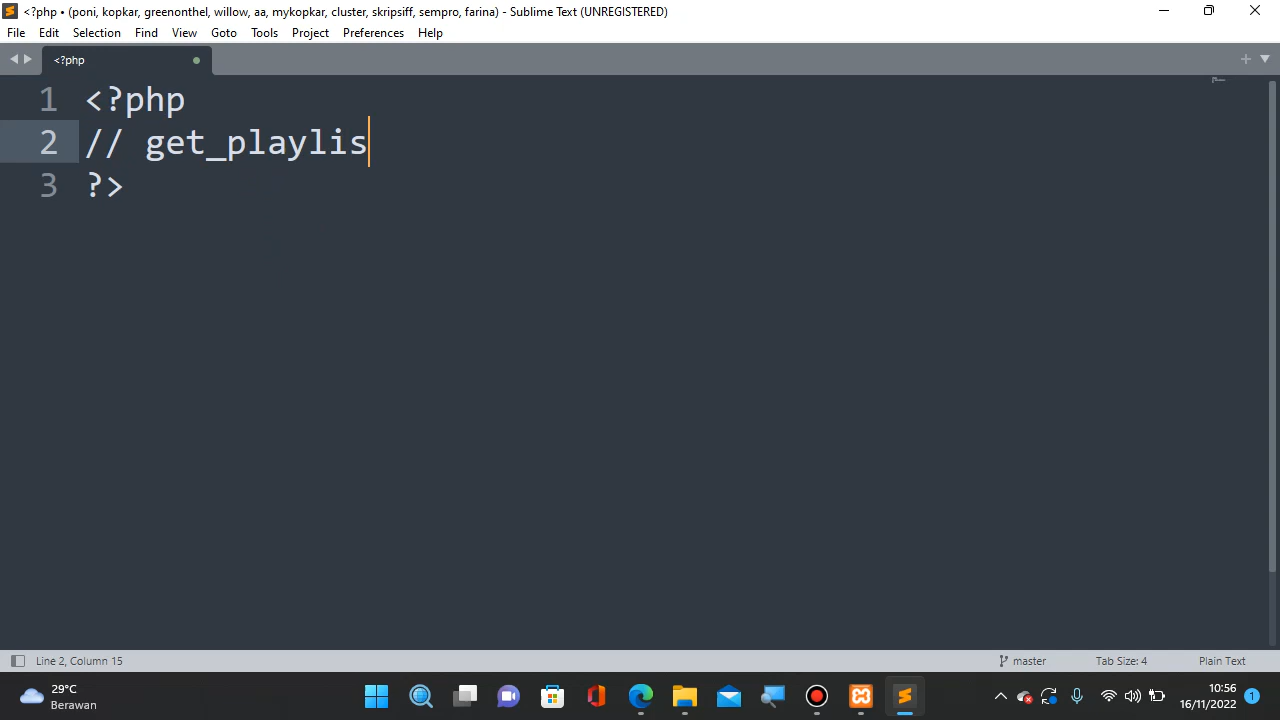 <?php • (poni, kopkar, greenonthel, willow, aa, mykopkar, cluster, skripsiff, sempro, farina) - Sublime Text (UNREGISTERED)
File Edit Selection Find View Goto Tools Project Preferences Help
<?php
1 <?php
2 // get_playlis
3 ?>
Line 2, Column 15 master Tab Size: 4 Plain Text
29°C
Berawan
10:56
16/11/2022 1